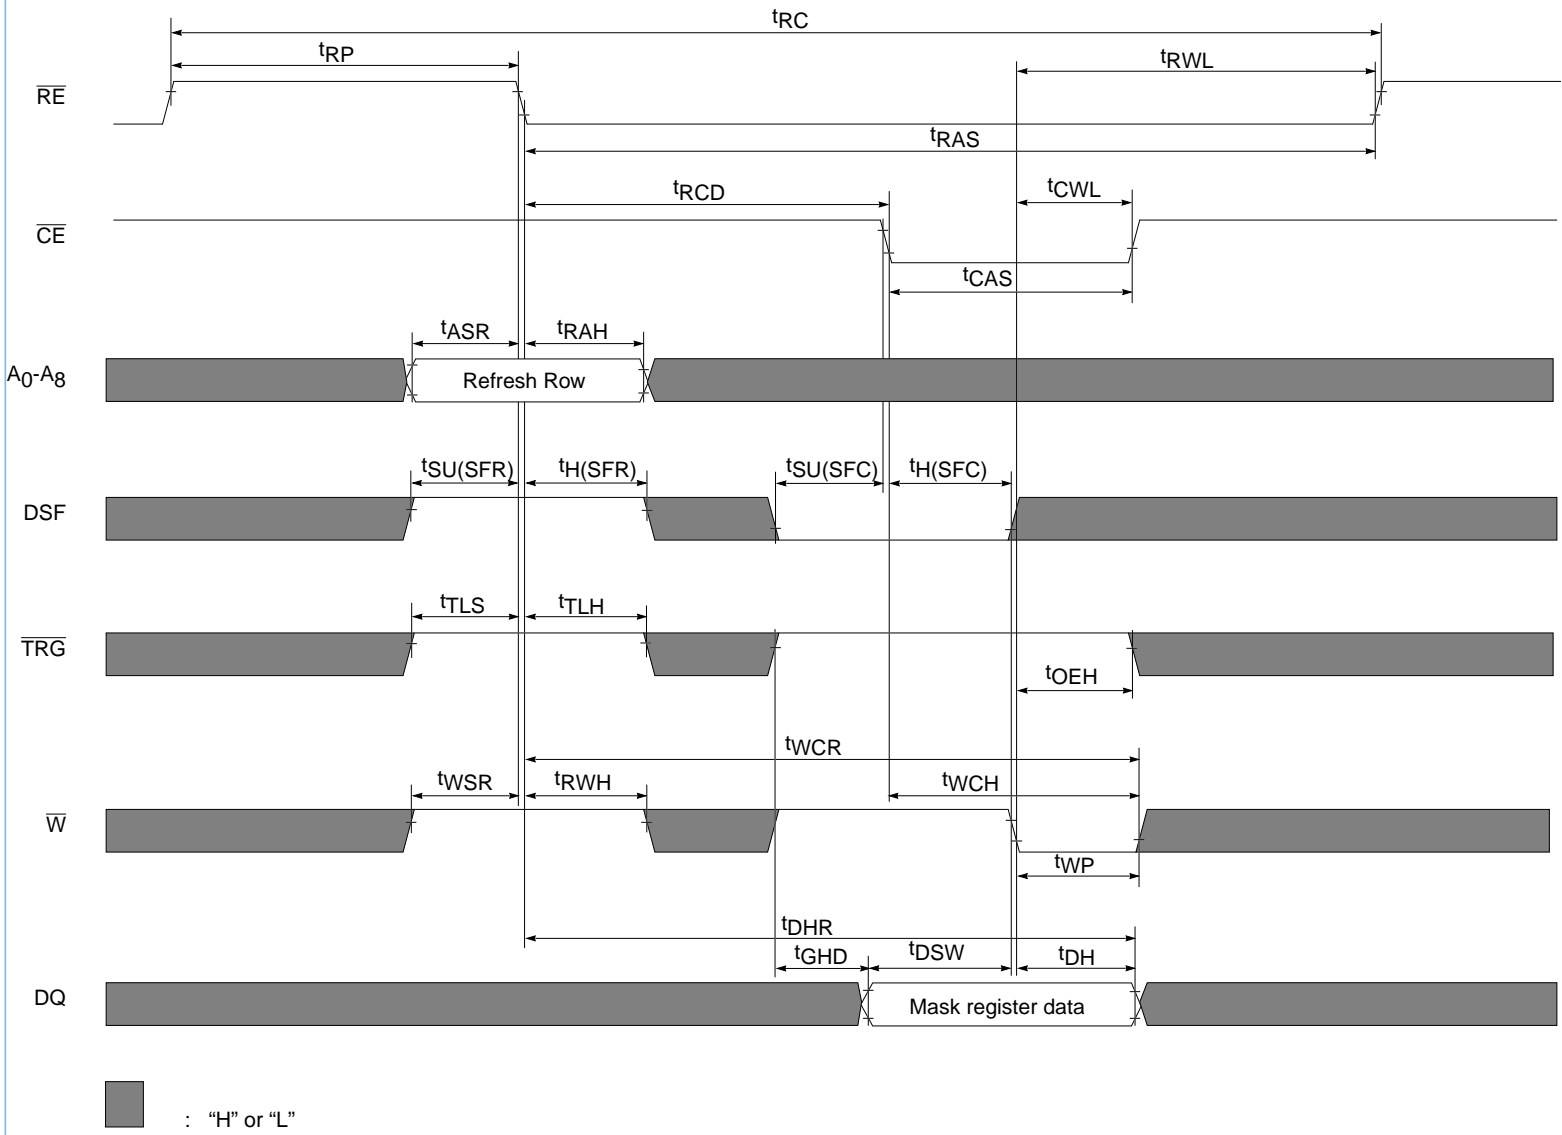 tRC
tRP
tRWL
RE
tRAS
tRCD
tCWL
CE
tCAS
tASR
tRAH
A0-A8
Refresh Row
tSU(SFR)
tH(SFR)
tSU(SFC)
tH(SFC)
DSF
tTLS
tTLH
TRG
tOEH
tWCR
tWSR
tRWH
tWCH
W
tWP
tDHR
tGHD
tDSW
tDH
DQ
Mask register data
: “H” or “L”